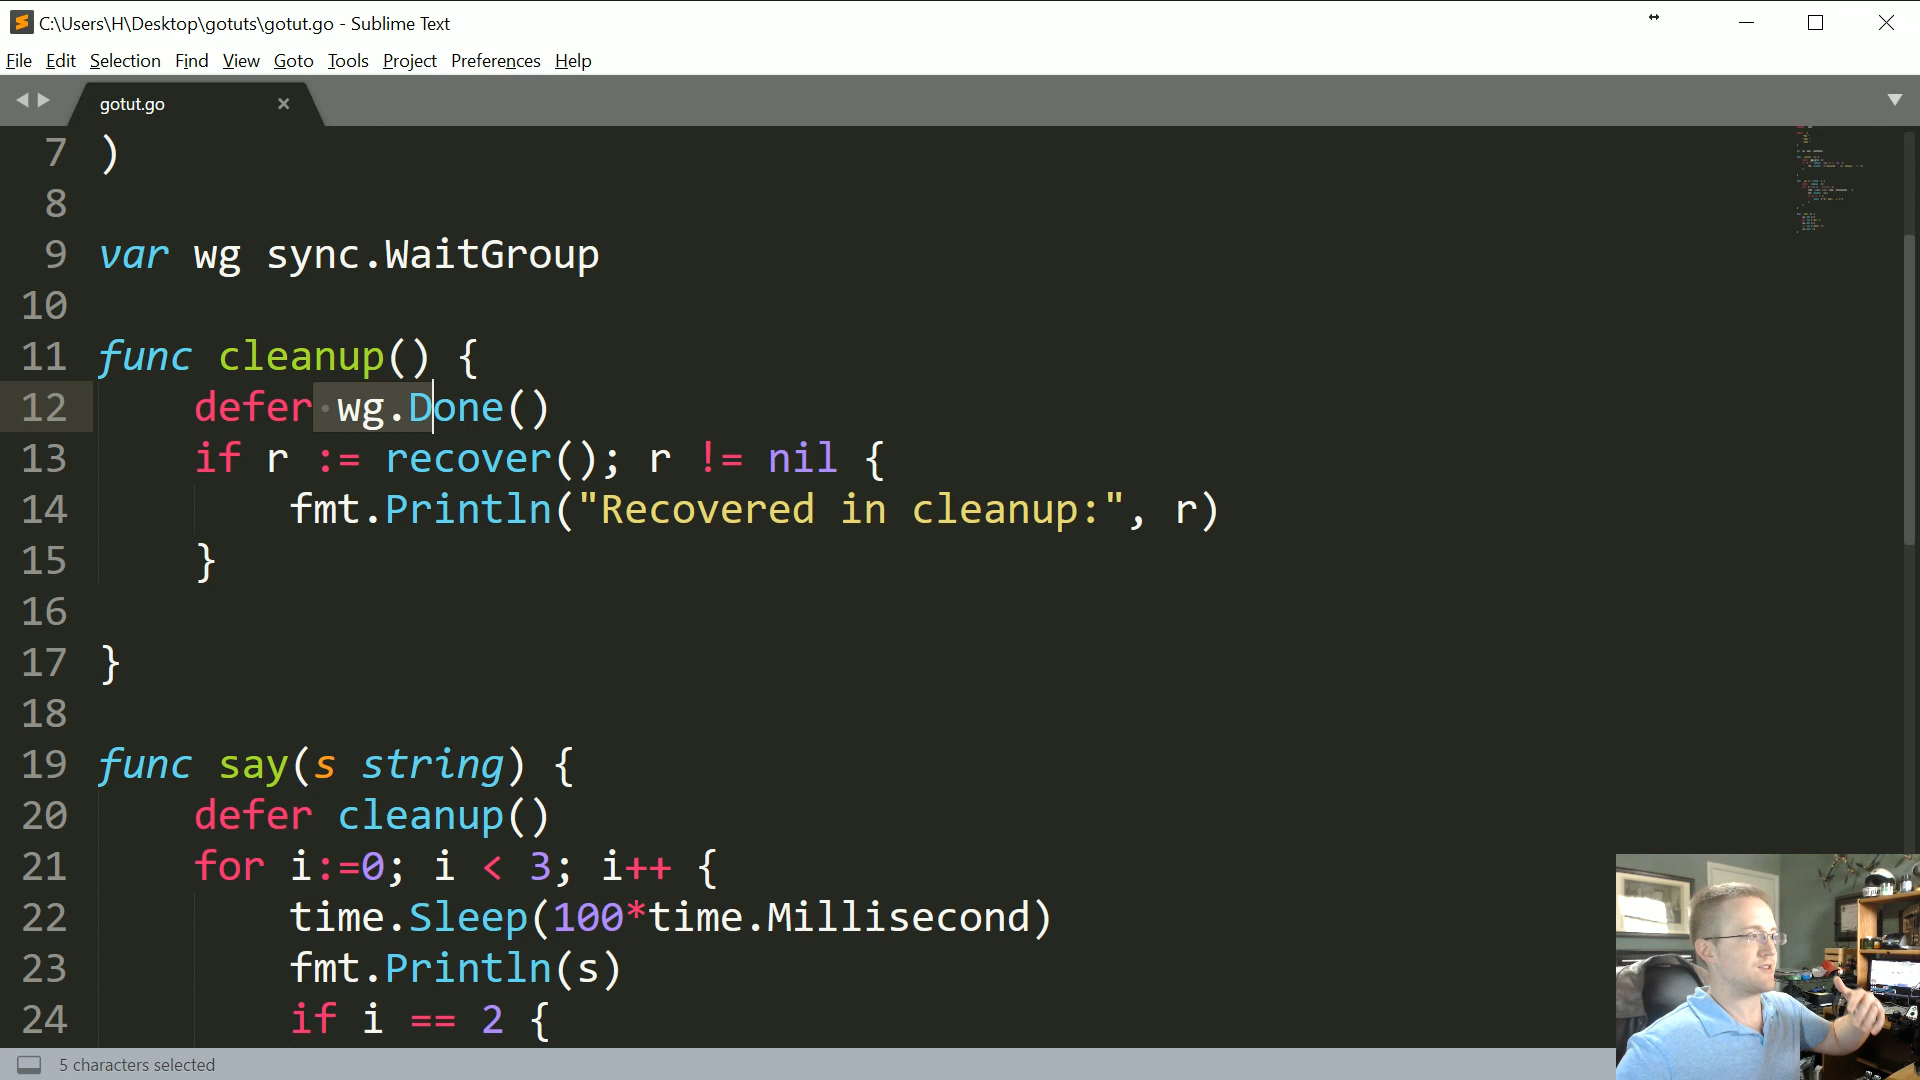 C:\Users\H\Desktop\gotuts\gotut.go - Sublime Text
File Edit Selection Find View Goto Tools Project Preferences Help
gotut.go
7 )
8
9 var wg sync.WaitGroup
10
11 func cleanup() {
12 defer wg.Done()
13 if r := recover(); r != nil {
14 fmt.Println("Recovered in cleanup:", r)
15 }
16
17 }
18
19 func say(s string) {
20 defer cleanup()
21 for i:=0; i < 3; i++ {
22 time.Sleep(100*time.Millisecond)
23 fmt.Println(s)
24 if i == 2 {
5 characters selected